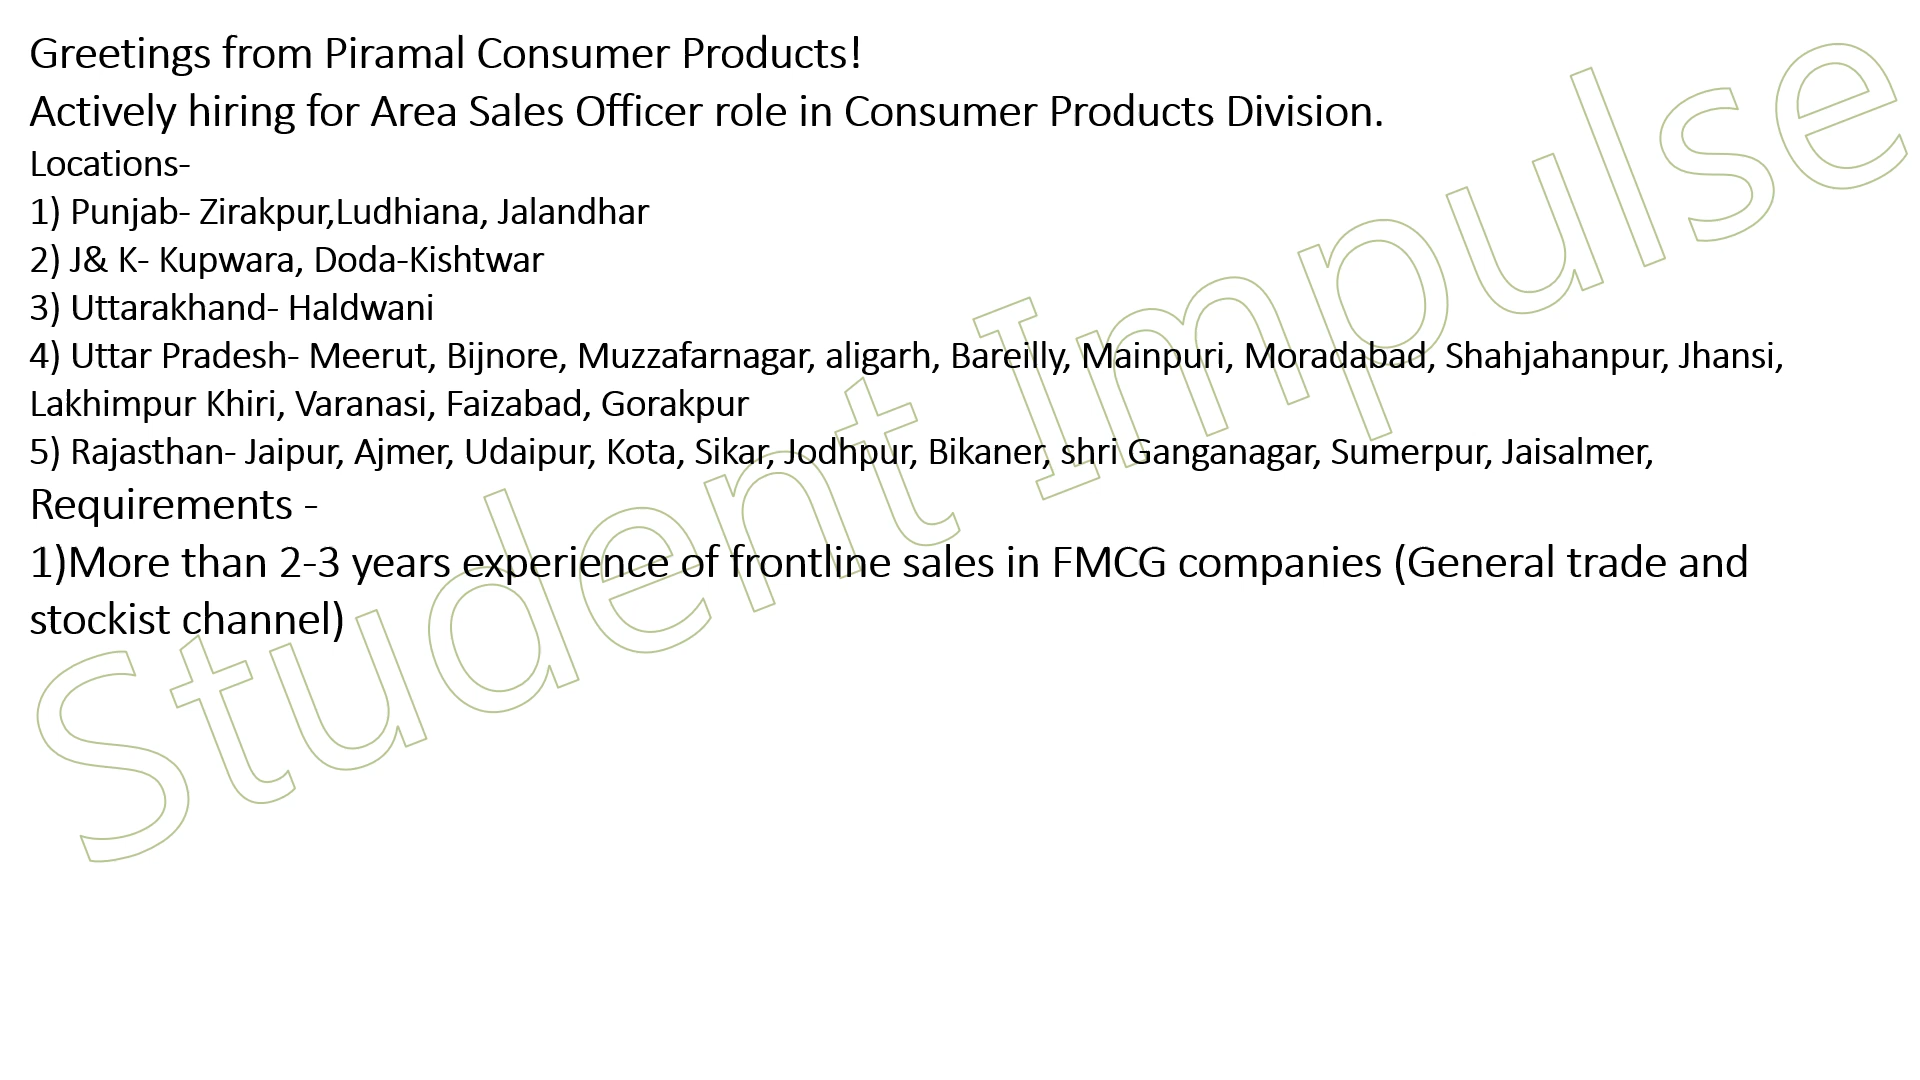 Greetings from Piramal Consumer Products!
Actively hiring for Area Sales Officer role in Consumer Products Division.
Locations-
1) Punjab- Zirakpur,Ludhiana, Jalandhar
2) J& K- Kupwara, Doda-Kishtwar
3) Uttarakhand- Haldwani
4) Uttar Pradesh- Meerut, Bijnore, Muzzafarnagar, aligarh, Bareilly, Mainpuri, Moradabad, Shahjahanpur, Jhansi,
Lakhimpur Khiri, Varanasi, Faizabad, Gorakpur
5) Rajasthan- Jaipur, Ajmer, Udaipur, Kota, Sikar, Jodhpur, Bikaner, shri Ganganagar, Sumerpur, Jaisalmer,
Requirements -
1)More than 2-3 years experience of frontline sales in FMCG companies (General trade and
stockist channel)
Student Impulse